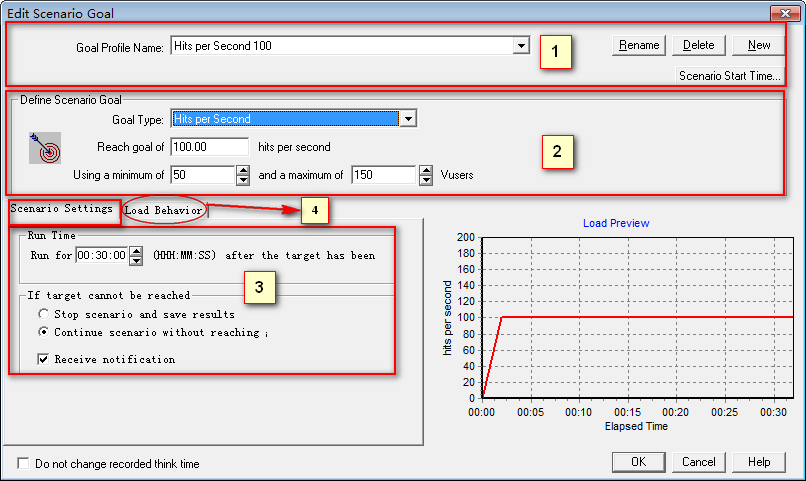 Edit Scenario Goal
Goal Profile Name: Hits per Second 100 1 Rename Delete New
Scenario Start Time...
Define Scenario Goal
Goal Type: Hits per Second
Reach goal of 100.00 hits per second 2
Using a minimum of 50 and a maximum of 150 Vusers
Scenario Settings Load Behavior 4
Run Time
Run for 00:30:00 (HHH:MM:SS) after the target has been
3
If target cannot be reached
Stop scenario and save results
Continue scenario without reaching ;
Receive notification
Load Preview
hits per second
200
180
160
140
120
100
80
60
40
20
0
00:00 00:05 00:10 00:15 00:20 00:25 00:30
Elapsed Time
Do not change recorded think time OK Cancel Help